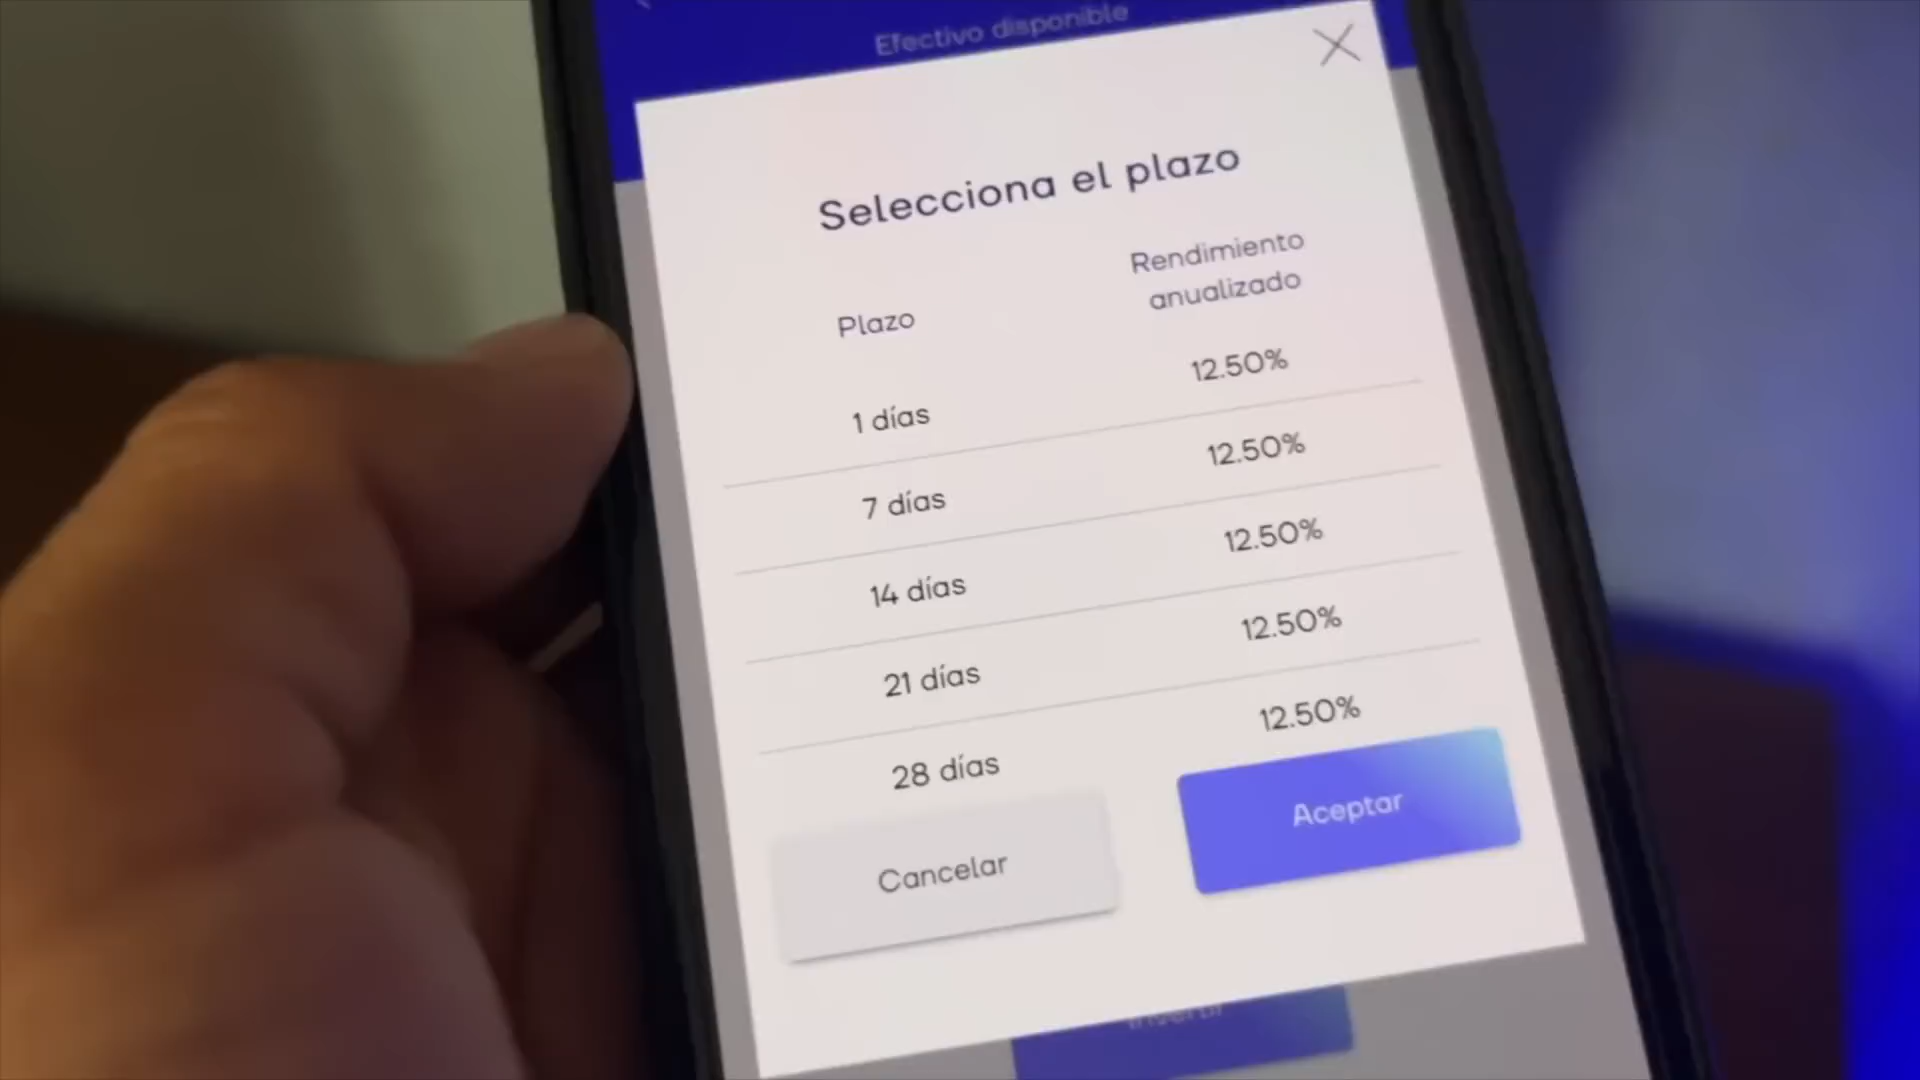 Efectivo disponible
Selecciona el plazo
Plazo
Rendimiento
anualizado
1 días
12.50%
7 días
12.50%
14 días
12.50%
21 días
12.50%
28 días
12.50%
Cancelar
Aceptar